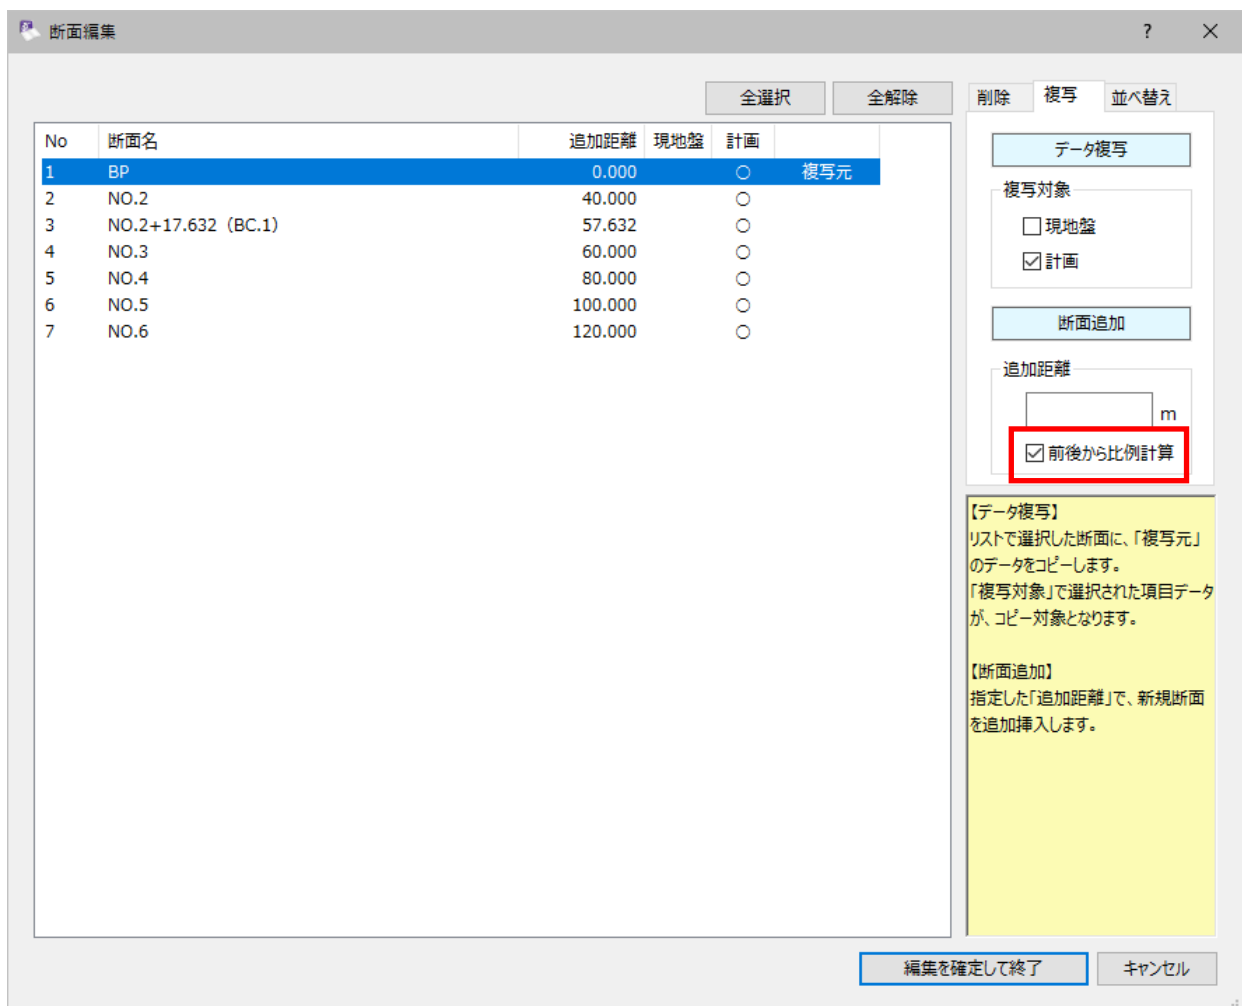 断面編集
?
全選択 全解除
削除 複写 並べ替え
No 断面名 追加距離 現地盤 計画
1 BP 0.000 ○ 複写元
2 NO.2 40.000 ○
3 NO.2+17.632（BC.1） 57.632 ○
4 NO.3 60.000 ○
5 NO.4 80.000 ○
6 NO.5 100.000 ○
7 NO.6 120.000 ○
データ複写
複写対象
現地盤
計画
断面追加
追加距離
m
前後から比例計算
【データ複写】
リストで選択した断面に、「複写元」
のデータをコピーします。
「複写対象」で選択された項目データ
が、コピー対象となります。
【断面追加】
指定した「追加距離」で、新規断面
を追加挿入します。
編集を確定して終了 キャンセル